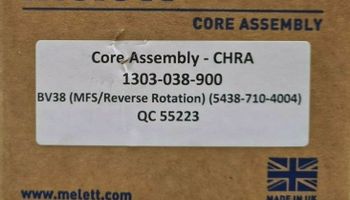 CORE ASSEMBLY
Core Assembly - CHRA
1303-038-900
BV38 (MFS/Reverse Rotation) (5438-710-4004)
QC 55223
www.melett.com
MADE IN UK